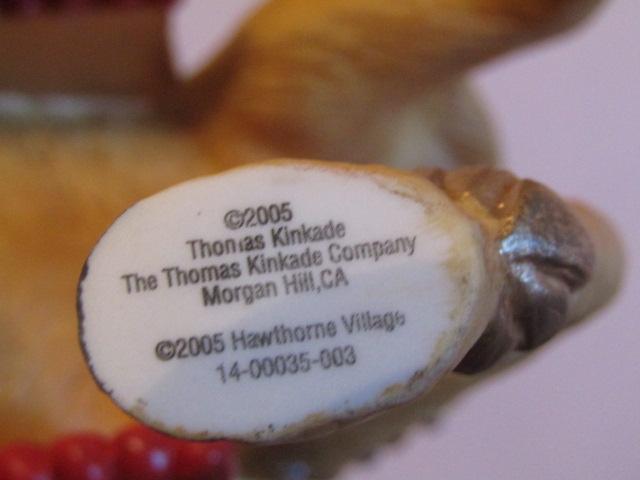 ©2005
Thomas Kinkade
The Thomas Kinkade Company
Morgan Hill,CA
©2005 Hawthorne Village
14-00035-003